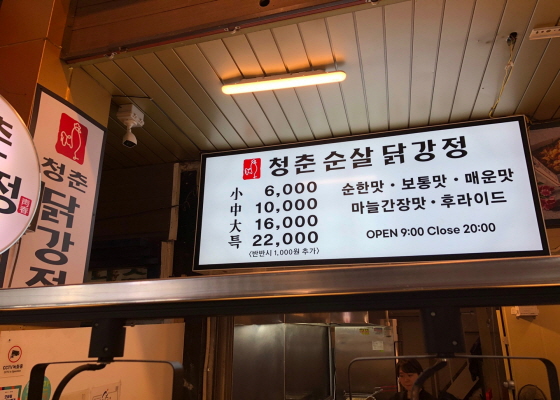 청춘 순살 닭강정
小 6,000
中 10,000
大 16,000
特 22,000
(반반시 1,000원 추가)
순한맛 · 보통맛 · 매운맛
마늘간장맛 · 후라이드
OPEN 9:00 Close 20:00
청춘
닭강정